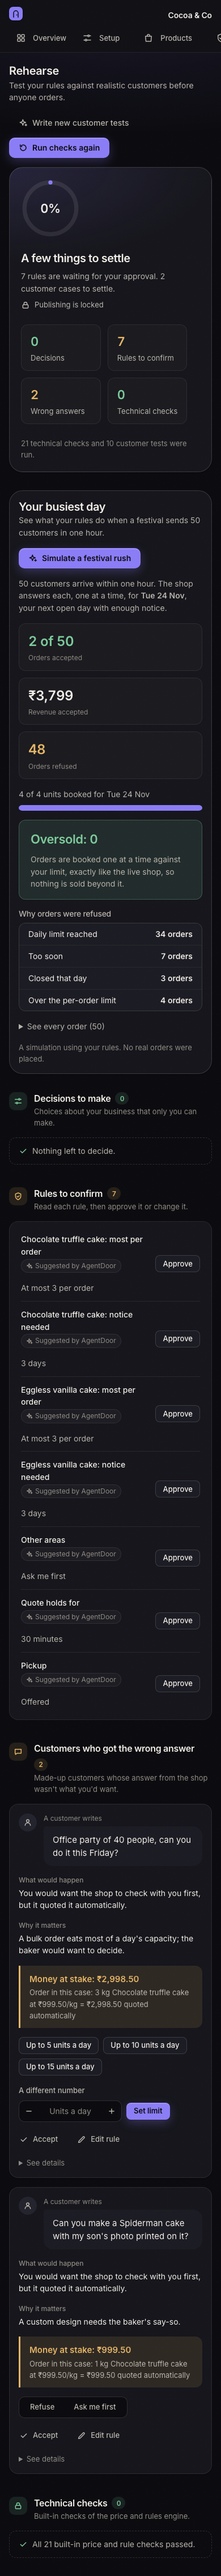 Cocoa & Co
Overview
Setup
Products
Rehearse
Test your rules against realistic customers before
anyone orders.
Write new customer tests
Run checks again
0%
A few things to settle
7 rules are waiting for your approval. 2
customer cases to settle.
Publishing is locked
0
Decisions
7
Rules to confirm
2
Wrong answers
0
Technical checks
21 technical checks and 10 customer tests were
run.
Your busiest day
See what your rules do when a festival sends 50
orders in one hour.
Simulate a festival rush
50 customers arrive within one hour. The shop
answers each, one at a time, for Tue 24 Nov,
your next open day with enough notice.
2 of 50
Orders accepted
₹3,799
Revenue accepted
48
Orders refused
4 of 4 units booked for Tue 24 Nov
Oversold: 0
Orders are booked one at a time against
your limit, exactly like the live shop, so
nothing is sold beyond it.
Why orders were refused
Daily limit reached 34 orders
Too soon 7 orders
Closed that day 3 orders
Over the per-order limit 4 orders
See every order (50)
A simulation using your rules. No real orders were
placed.
Decisions to make 0
Choices about your business that only you can
make.
Nothing left to decide.
Rules to confirm 7
Read each rule, then approve it or change it.
Chocolate truffle cake: most per
order
Suggested by AgentDoor
Approve
At most 3 per order
Chocolate truffle cake: notice
needed
Suggested by AgentDoor
Approve
3 days
Eggless vanilla cake: most per
order
Suggested by AgentDoor
Approve
At most 3 per order
Eggless vanilla cake: notice
needed
Suggested by AgentDoor
Approve
3 days
Other areas
Suggested by AgentDoor
Approve
Ask me first
Quote holds for
Suggested by AgentDoor
Approve
30 minutes
Pickup
Suggested by AgentDoor
Approve
Offered
Customers who got the wrong answer
2
Made-up customers whose answer from the shop
wasn't what you'd want.
A customer writes
Office party of 40 people, can you
do it this Friday?
What would happen
You would want the shop to check with you first,
but it quoted it automatically.
Why it matters
A bulk order eats most of a day's capacity; the
baker would want to decide.
Money at stake: ₹2,998.50
Order in this case: 3 kg Chocolate truffle cake
at ₹999.50/kg = ₹2,998.50 quoted
automatically
Up to 5 units a day
Up to 10 units a day
Up to 15 units a day
A different number
− Units a day +
Set limit
Accept
Edit rule
See details
A customer writes
Can you make a Spiderman cake
with my son's photo printed on it?
What would happen
You would want the shop to check with you first,
but it quoted it automatically.
Why it matters
A custom design needs the baker's say-so.
Money at stake: ₹999.50
Order in this case: 1 kg Chocolate truffle cake
at ₹999.50/kg = ₹999.50 quoted automatically
Refuse
Ask me first
Accept
Edit rule
See details
Technical checks 0
Built-in checks of the price and rules engine.
All 21 built-in price and rule checks passed.